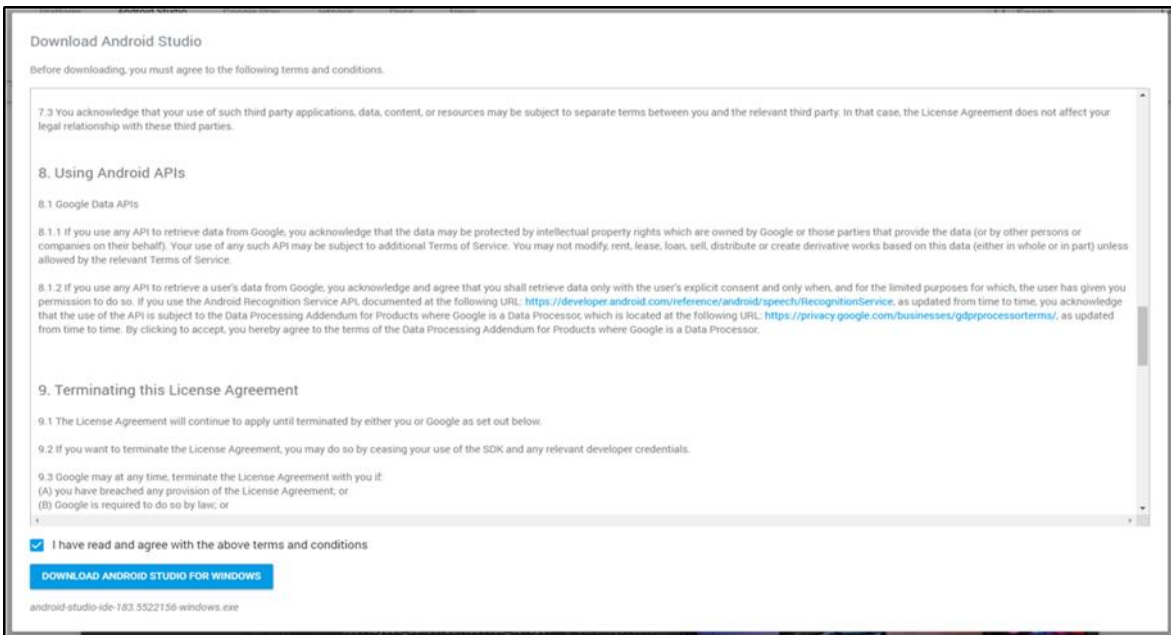 Android Studio
Download Android Studio
Before downloading, you must agree to the following terms and conditions.
7.3 You acknowledge that your use of such third party applications, data, content, or resources may be subject to separate terms between you and the relevant third party. In that case, the License Agreement does not affect your
legal relationship with these third parties.
8. Using Android APIs
8.1 Google Data APIs
8.1.1 If you use any API to retrieve data from Google, you acknowledge that the data may be protected by intellectual property rights which are owned by Google or those parties that provide the data (or by other persons or
companies on their behalf). Your use of any such API may be subject to additional Terms of Service. You may not modify, rent, lease, loan, sell, distribute or create derivative works based on this data (either in whole or in part) unless
allowed by the relevant Terms of Service.
8.1.2 If you use any API to retrieve a user's data from Google, you acknowledge and agree that you shall retrieve data only with the user's explicit consent and only when, and for the limited purposes for which, the user has given you
permission to do so. If you use the Android Recognition Service API, documented at the following URL: https://developer.android.com/reference/android/speech/RecognitionService, as updated from time to time, you acknowledge
that the use of the API is subject to the Data Processing Addendum for Products where Google is a Data Processor, which is located at the following URL: https://privacy.google.com/businesses/gdprprocessorterms/, as updated
from time to time. By clicking to accept, you hereby agree to the terms of the Data Processing Addendum for Products where Google is a Data Processor.
9. Terminating this License Agreement
9.1 The License Agreement will continue to apply until terminated by either you or Google as set out below.
9.2 If you want to terminate the License Agreement, you may do so by ceasing your use of the SDK and any relevant developer credentials.
9.3 Google may at any time, terminate the License Agreement with you if:
(A) you have breached any provision of the License Agreement; or
(B) Google is required to do so by law; or
I have read and agree with the above terms and conditions
DOWNLOAD ANDROID STUDIO FOR WINDOWS
android-studio-ide-183.5522156-windows.exe